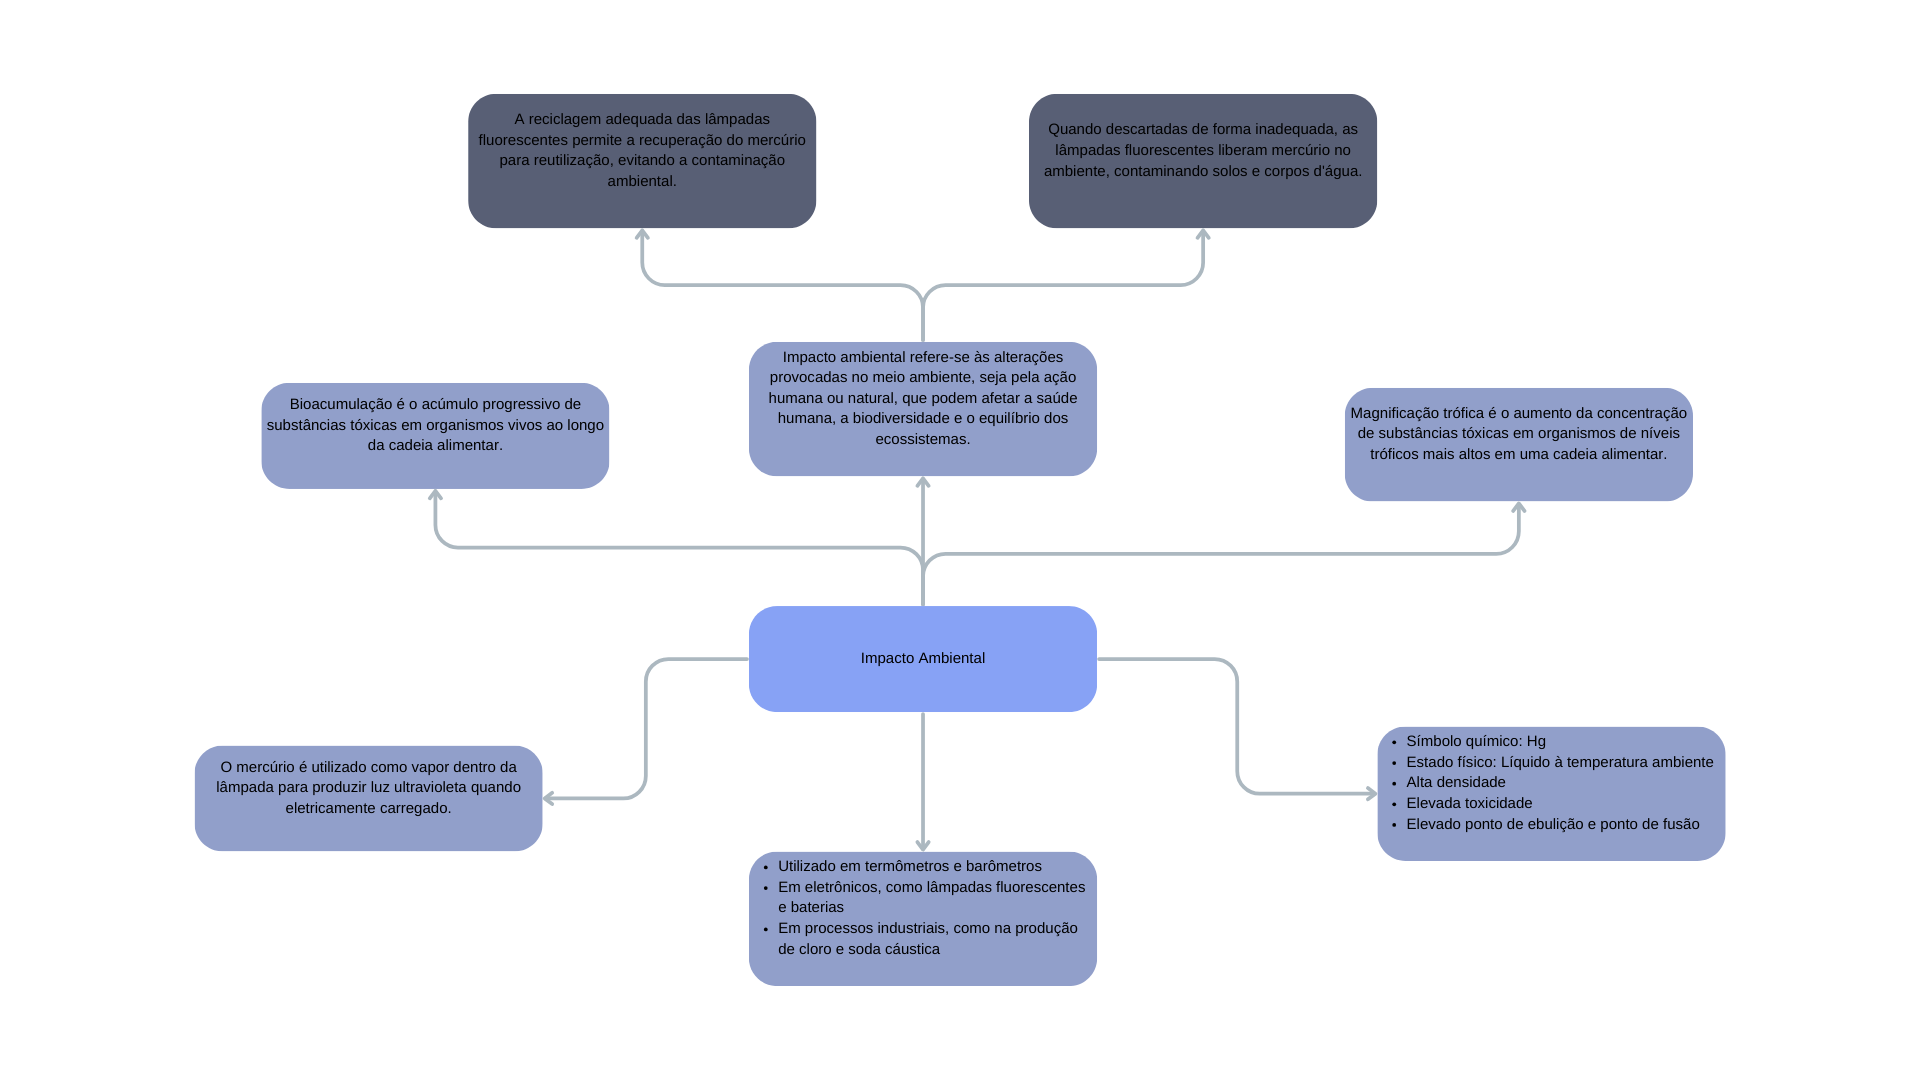 A reciclagem adequada das lâmpadas
fluorescentes permite a recuperação do mercúrio
para reutilização, evitando a contaminação
ambiental.
Quando descartadas de forma inadequada, as
lâmpadas fluorescentes liberam mercúrio no
ambiente, contaminando solos e corpos d'água.
Bioacumulação é o acúmulo progressivo de
substâncias tóxicas em organismos vivos ao longo
da cadeia alimentar.
Impacto ambiental refere-se às alterações
provocadas no meio ambiente, seja pela ação
humana ou natural, que podem afetar a saúde
humana, a biodiversidade e o equilíbrio dos
ecossistemas.
Magnificação trófica é o aumento da concentração
de substâncias tóxicas em organismos de níveis
tróficos mais altos em uma cadeia alimentar.
Impacto Ambiental
O mercúrio é utilizado como vapor dentro da
lâmpada para produzir luz ultravioleta quando
eletricamente carregado.
• Utilizado em termômetros e barômetros
• Em eletrônicos, como lâmpadas fluorescentes
e baterias
• Em processos industriais, como na produção
de cloro e soda cáustica
• Símbolo químico: Hg
• Estado físico: Líquido à temperatura ambiente
• Alta densidade
• Elevada toxicidade
• Elevado ponto de ebulição e ponto de fusão